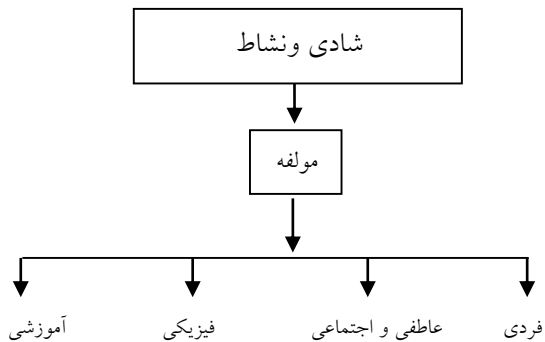 شادی ونشاط
مولفه
فردی
عاطفی و اجتماعی
فیزیکی
آموزشی